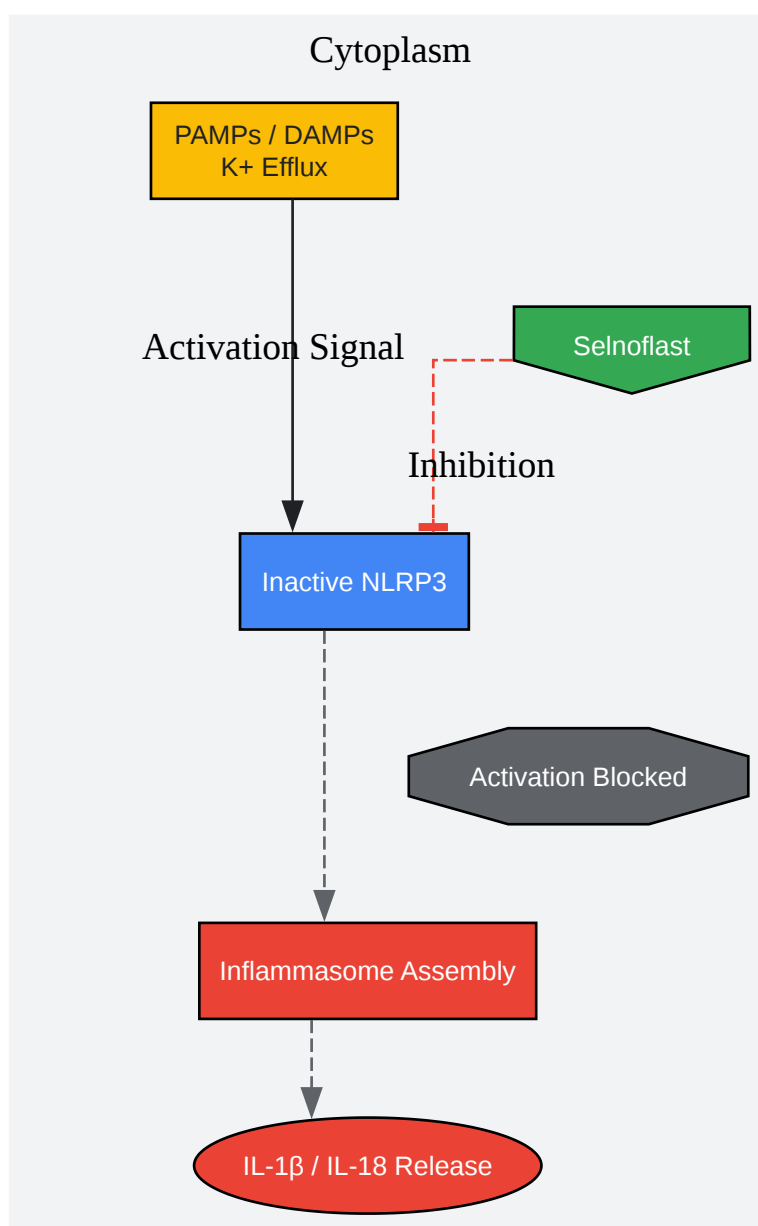 Cytoplasm
PAMPs / DAMPs
K+ Efflux
Activation Signal
Selnoflast
Inhibition
Inactive NLRP3
Activation Blocked
Inflammasome Assembly
IL-1β / IL-18 Release